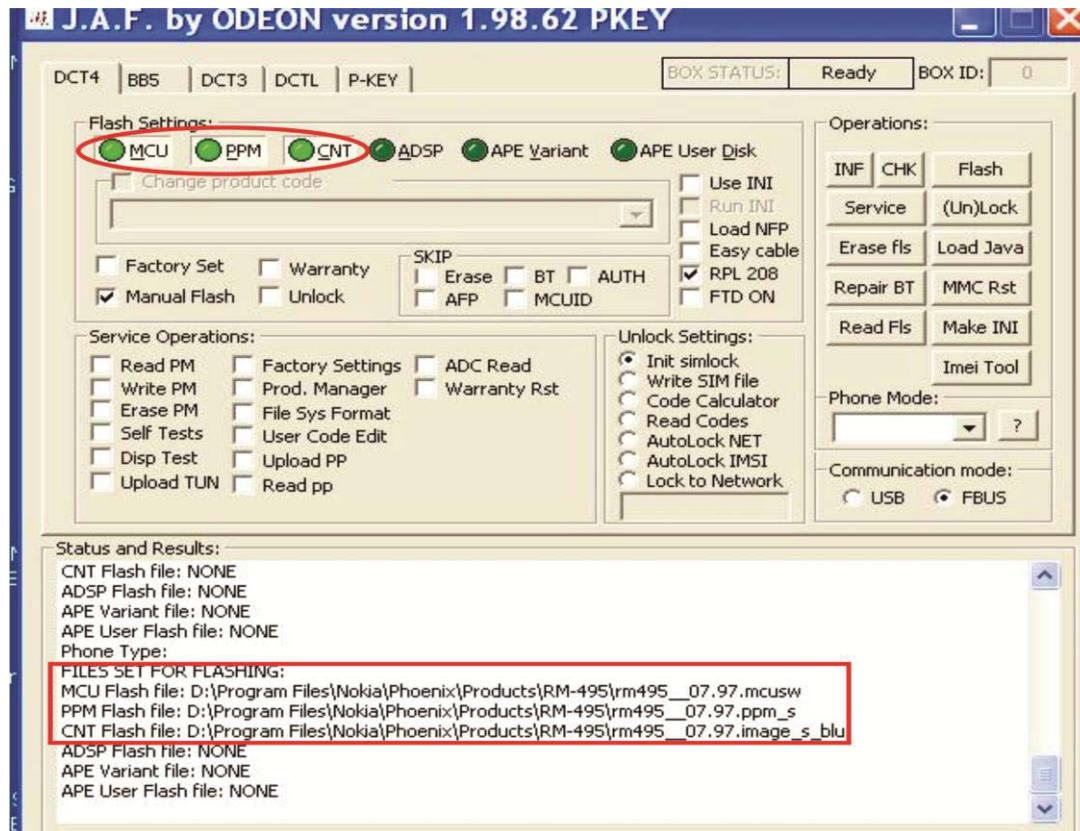 J.A.F. by ODEON version 1.98.62 PKEY
DCT4 BB5 DCT3 DCTL P-KEY
BOX STATUS: Ready BOX ID: 0
Flash Settings:
MCU PPM CNT ADSP APE Variant APE User Disk
Change product code
Use INI
Run INI
Load NFP
Easy cable
RPL 208
FTD ON
Factory Set Warranty
Manual Flash Unlock
SKIP
Erase BT AUTH
AFP MCUID
Operations:
INF CHK Flash
Service (Un)Lock
Erase fls Load Java
Repair BT MMC Rst
Read Fls Make INI
Imei Tool
Service Operations:
Read PM Factory Settings ADC Read
Write PM Prod. Manager Warranty Rst
Erase PM File Sys Format
Self Tests User Code Edit
Disp Test Upload PP
Upload TUN Read pp
Unlock Settings:
Init simlock
Write SIM file
Code Calculator
Read Codes
AutoLock NET
AutoLock IMSI
Lock to Network
Phone Mode:
?
Communication mode:
USB FBUS
Status and Results:
CNT Flash file: NONE
ADSP Flash file: NONE
APE Variant file: NONE
APE User Flash file: NONE
Phone Type:
FILES SET FOR FLASHING:
MCU Flash file: D:\Program Files\Nokia\Phoenix\Products\RM-495\rm495__07.97.mcusw
PPM Flash file: D:\Program Files\Nokia\Phoenix\Products\RM-495\rm495__07.97.ppm_s
CNT Flash file: D:\Program Files\Nokia\Phoenix\Products\RM-495\rm495__07.97.image_s_blu
ADSP Flash file: NONE
APE Variant file: NONE
APE User Flash file: NONE